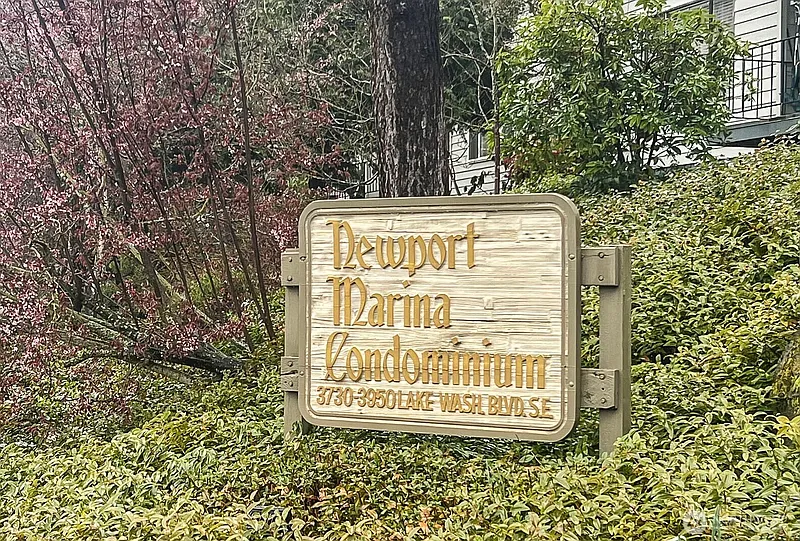 Newport
Marina
Condominium
3730-3950 LAKE WASH. BLVD. S.E.